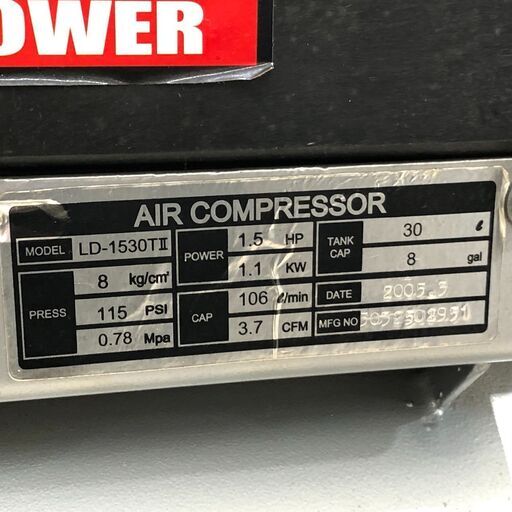 OWER
AIR COMPRESSOR
MODEL LD-1530TⅡ
PRESS 8 kg/cm²
115 PSI
0.78 Mpa
POWER 1.5 HP
1.1 KW
CAP 106 ℓ/min
3.7 CFM
TANK CAP 30 ℓ
8 gal
DATE 2005.3
MFG NO